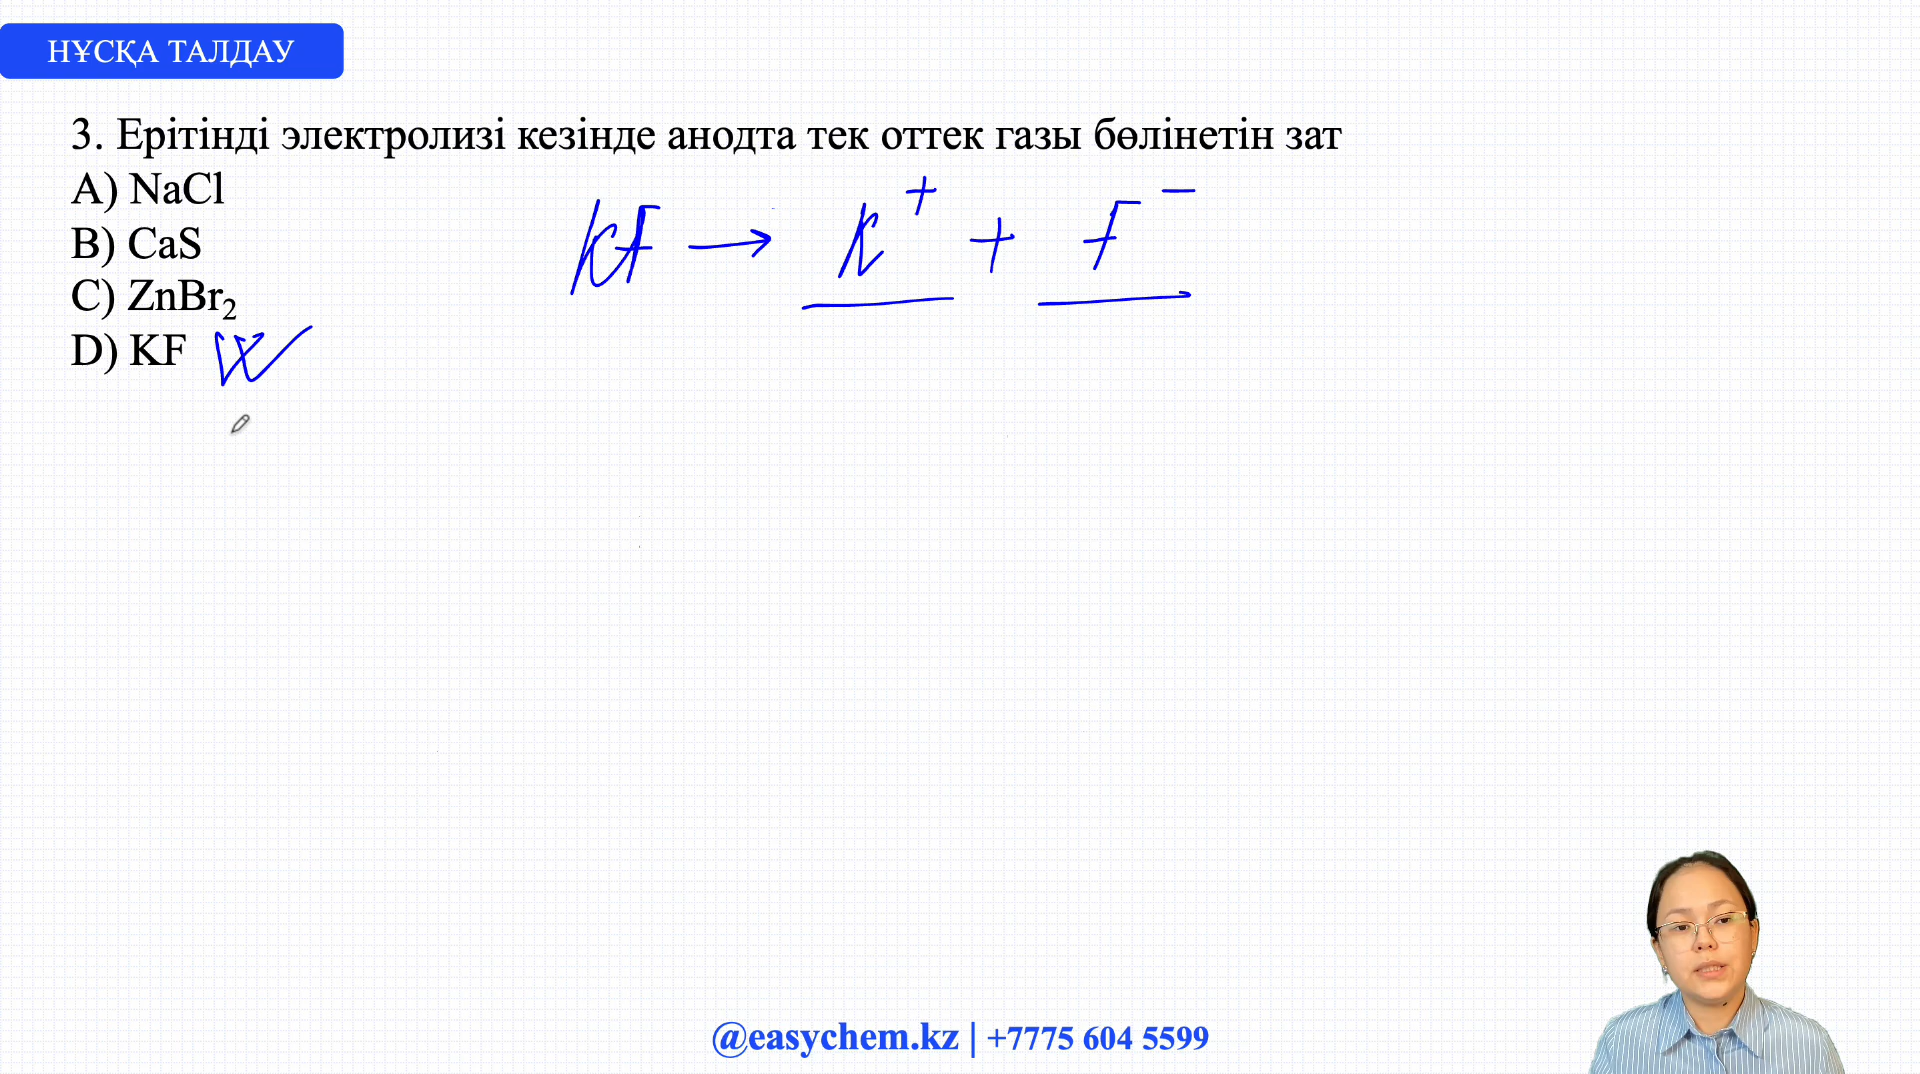 НҰСҚА ТАЛДАУ
3. Ерітінді электролизі кезінде анодта тек оттек газы бөлінетін зат
A) NaCl
B) CaS
C) ZnBr₂
D) KF
KF → K⁺ + F⁻
@easychem.kz | +7775 604 5599